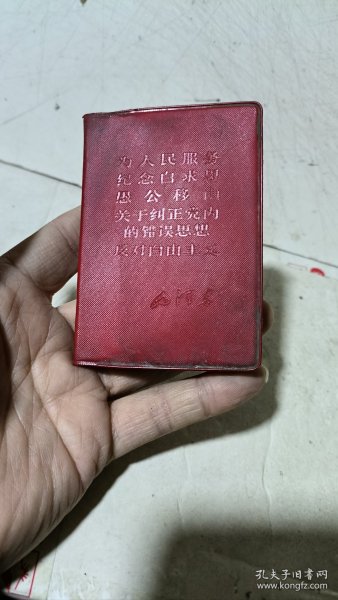 为人民服务
纪念白求恩
愚公移山
关于纠正党内
的错误思想
反对自由主义
毛泽东
孔夫子旧书网
www.kongfz.com